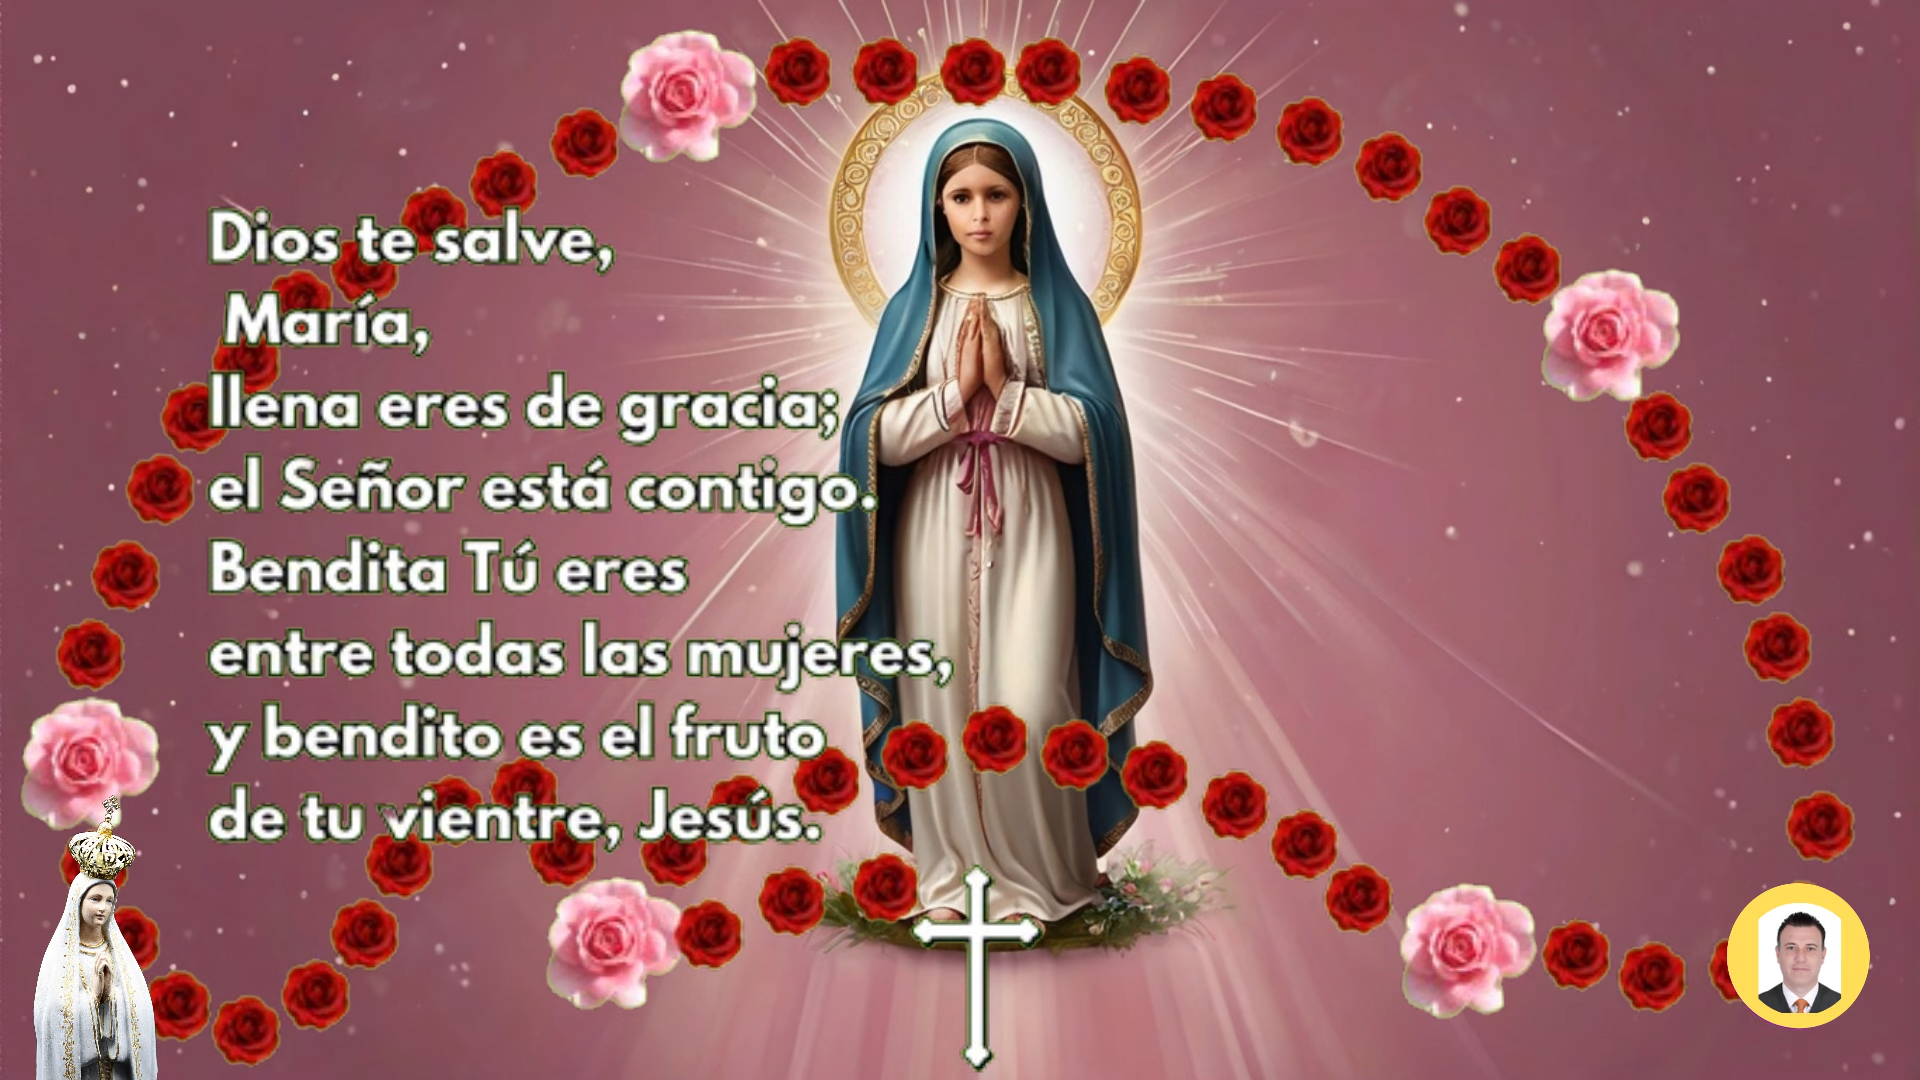 Dios te salve,
María,
llena eres de gracia;
el Señor está contigo.
Bendita Tú eres
entre todas las mujeres,
y bendito es el fruto
de tu vientre, Jesús.